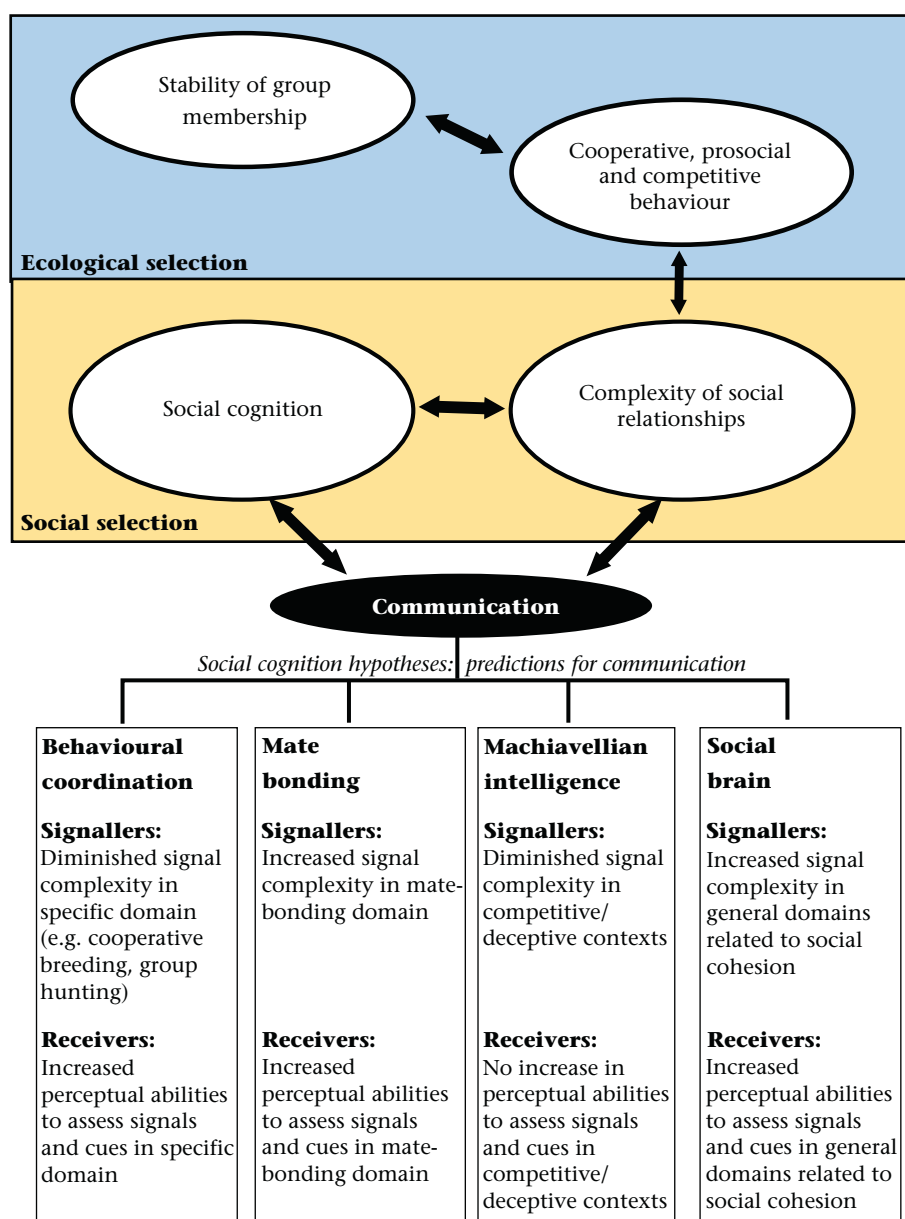 Stability of group
membership
Cooperative, prosocial
and competitive
behaviour
Ecological selection
Social cognition
Complexity of social
relationships
Social selection
Communication
Social cognition hypotheses: predictions for communication
Behavioural
coordination
Signallers:
Diminished signal
complexity in
specific domain
(e.g. cooperative
breeding, group
hunting)
Receivers:
Increased
perceptual abilities
to assess signals
and cues in specific
domain
Mate
bonding
Signallers:
Increased signal
complexity in mate-
bonding domain
Receivers:
Increased
perceptual abilities
to assess signals
and cues in mate-
bonding domain
Machiavellian
intelligence
Signallers:
Diminished signal
complexity in
competitive/
deceptive contexts
Receivers:
No increase in
perceptual abilities
to assess signals
and cues in
competitive/
deceptive contexts
Social
brain
Signallers:
Increased signal
complexity in
general domains
related to social
cohesion
Receivers:
Increased
perceptual abilities
to assess signals
and cues in general
domains related to
social cohesion